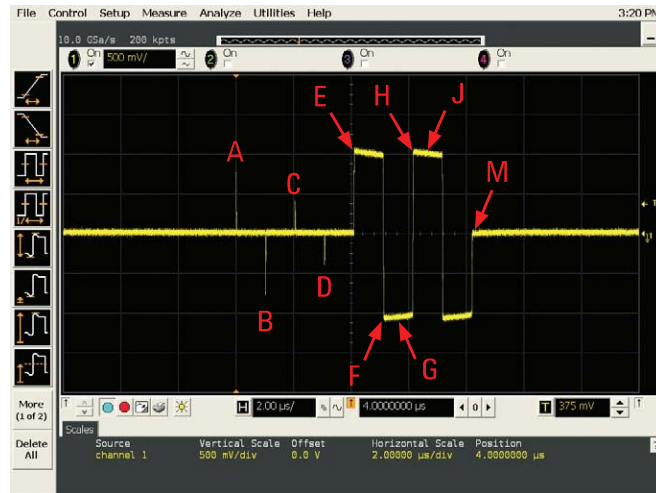 File Control Setup Measure Analyze Utilities Help 3:20 PM
10.0 GSa/s 200 kpts
1 On 500 mV/ 2 On 3 On 4 On
E H J
A
C
M
D
B
F G
More
(1 of 2)
Delete
All
H 2.00 µs/ 4.0000000 µs 0 T 375 mV
Scales
Source Vertical Scale Offset Horizontal Scale Position
channel 1 500 mV/div 0.0 V 2.00000 µs/div 4.0000000 µs